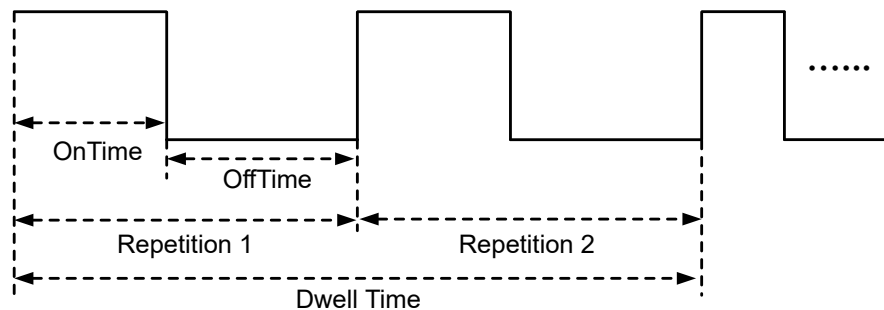 ......
OnTime
OffTime
Repetition 1
Repetition 2
Dwell Time